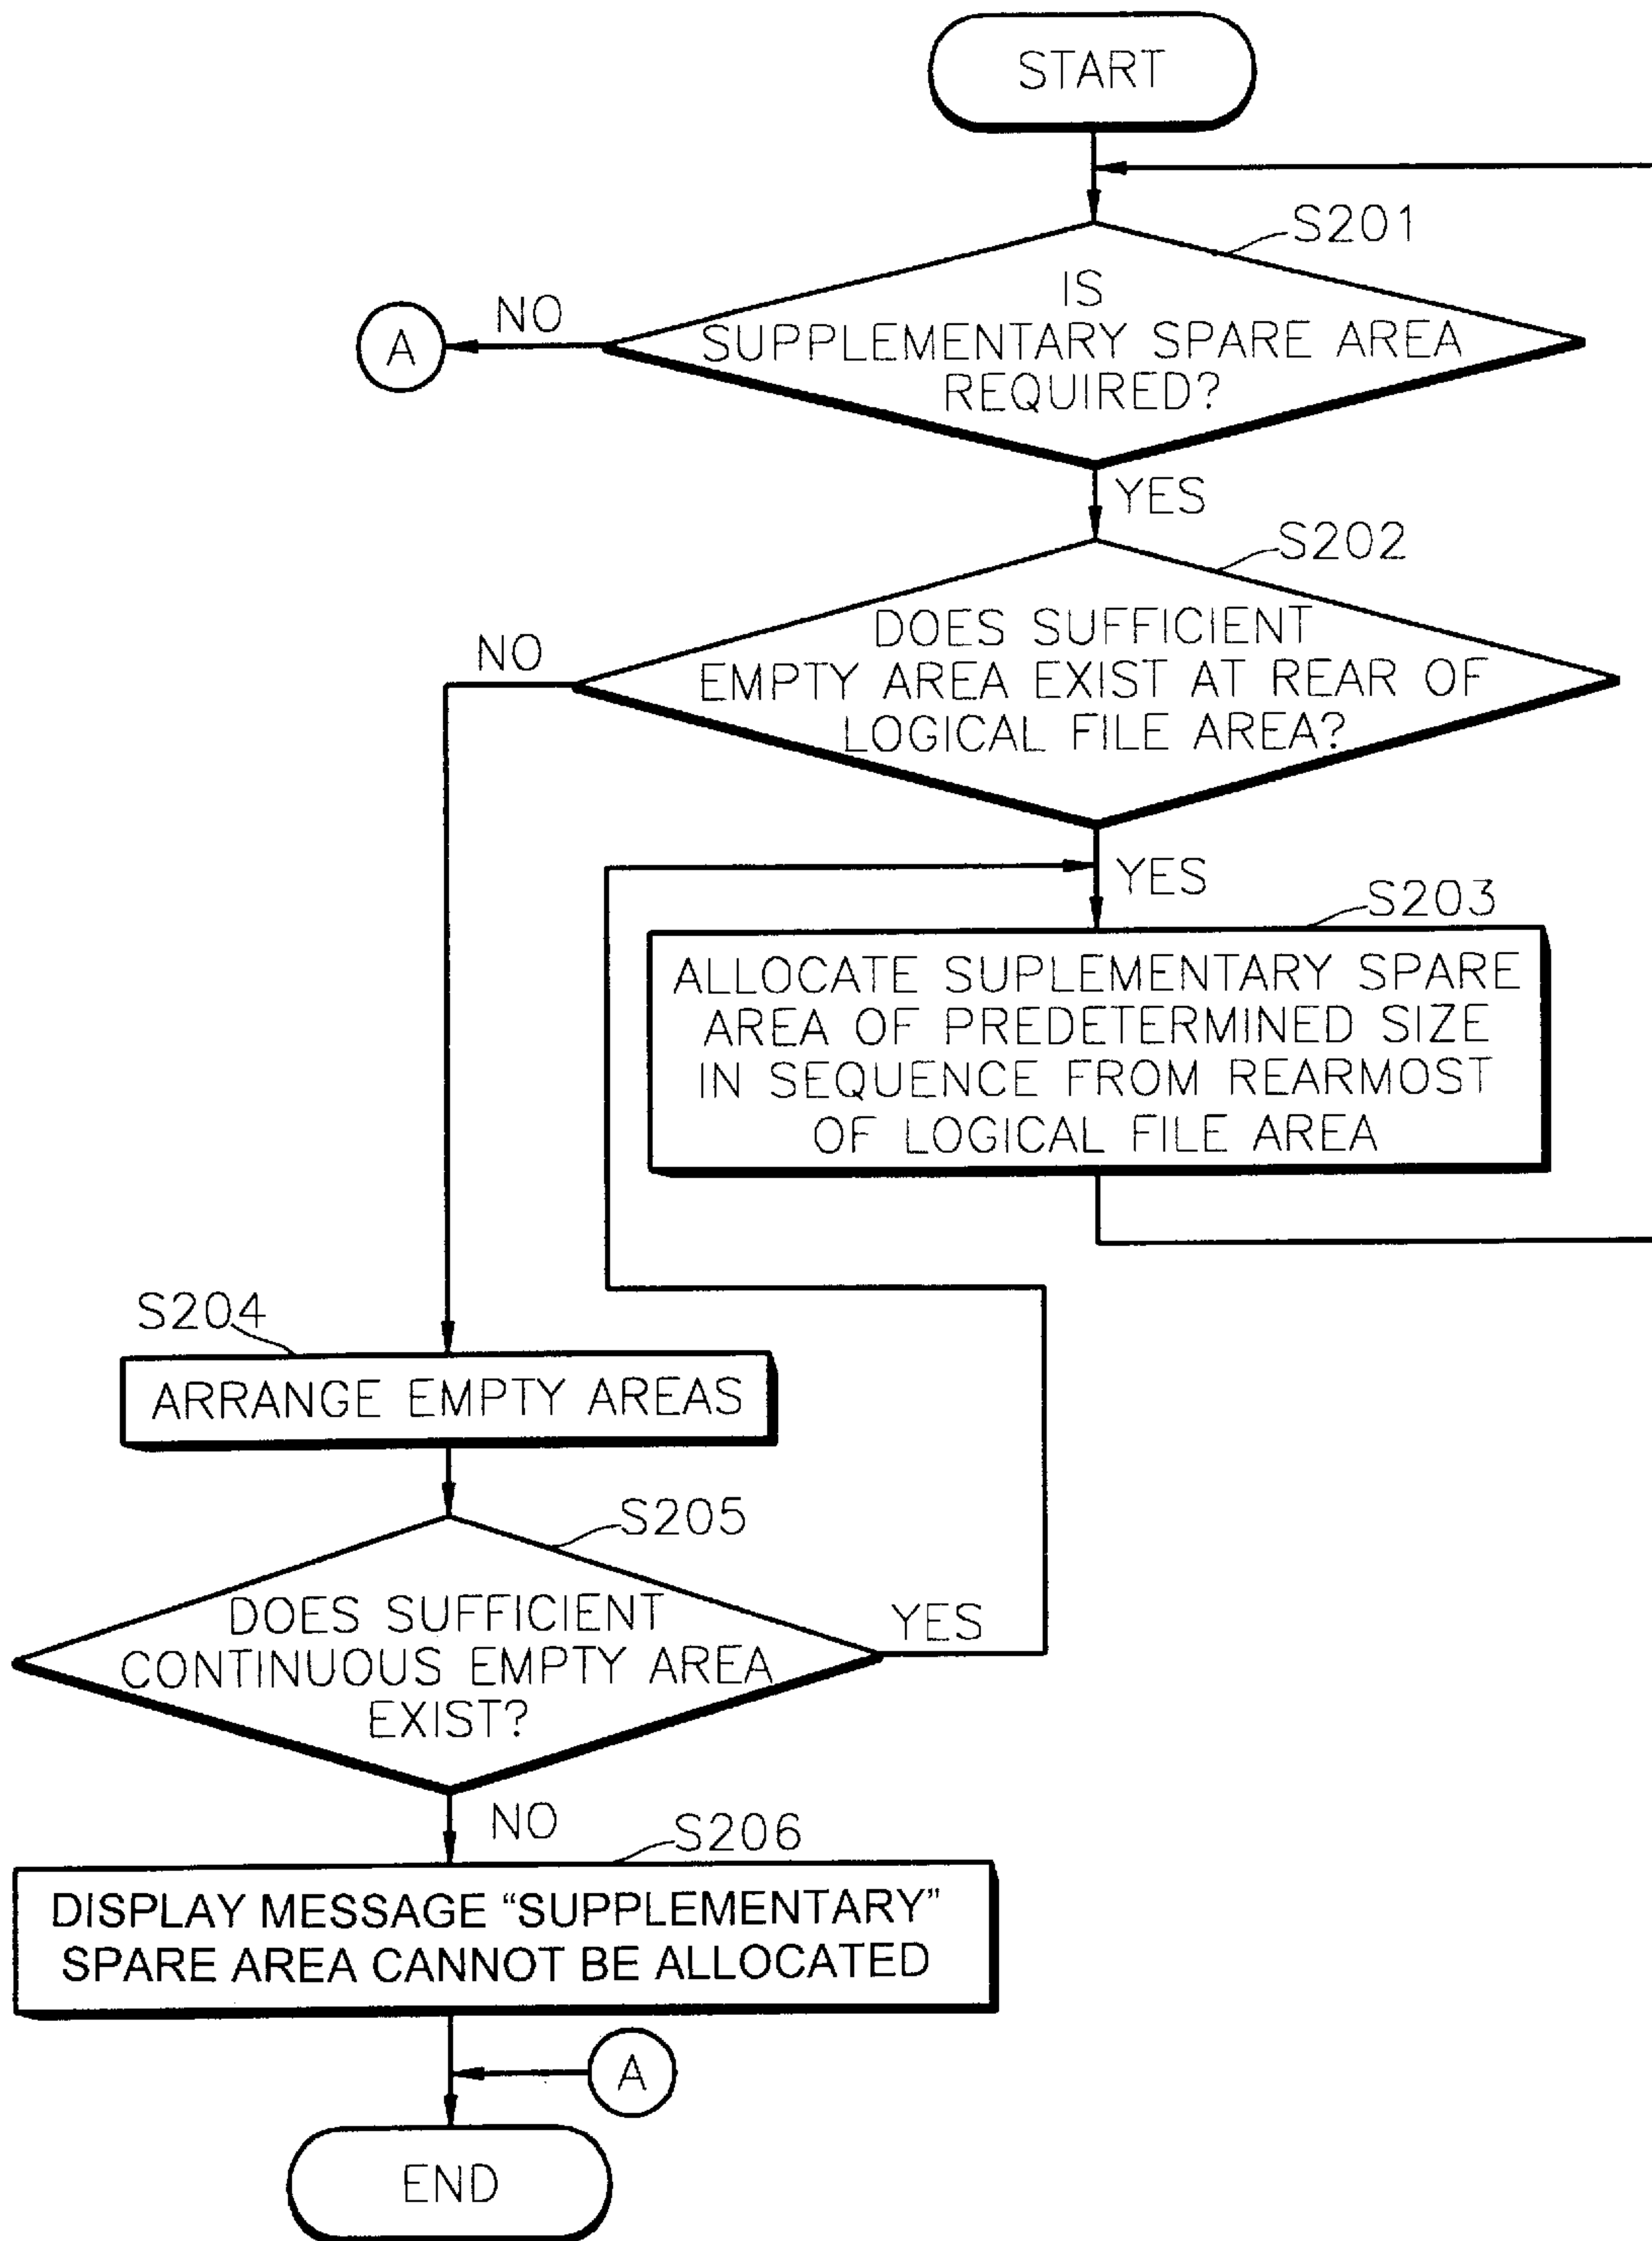 START
S201
IS
SUPPLEMENTARY SPARE AREA
REQUIRED?
NO
A
YES
S202
DOES SUFFICIENT
EMPTY AREA EXIST AT REAR OF
LOGICAL FILE AREA?
NO
YES
S203
ALLOCATE SUPLEMENTARY SPARE
AREA OF PREDETERMINED SIZE
IN SEQUENCE FROM REARMOST
OF LOGICAL FILE AREA
S204
ARRANGE EMPTY AREAS
S205
DOES SUFFICIENT
CONTINUOUS EMPTY AREA
EXIST?
YES
NO
S206
DISPLAY MESSAGE “SUPPLEMENTARY”
SPARE AREA CANNOT BE ALLOCATED
A
END